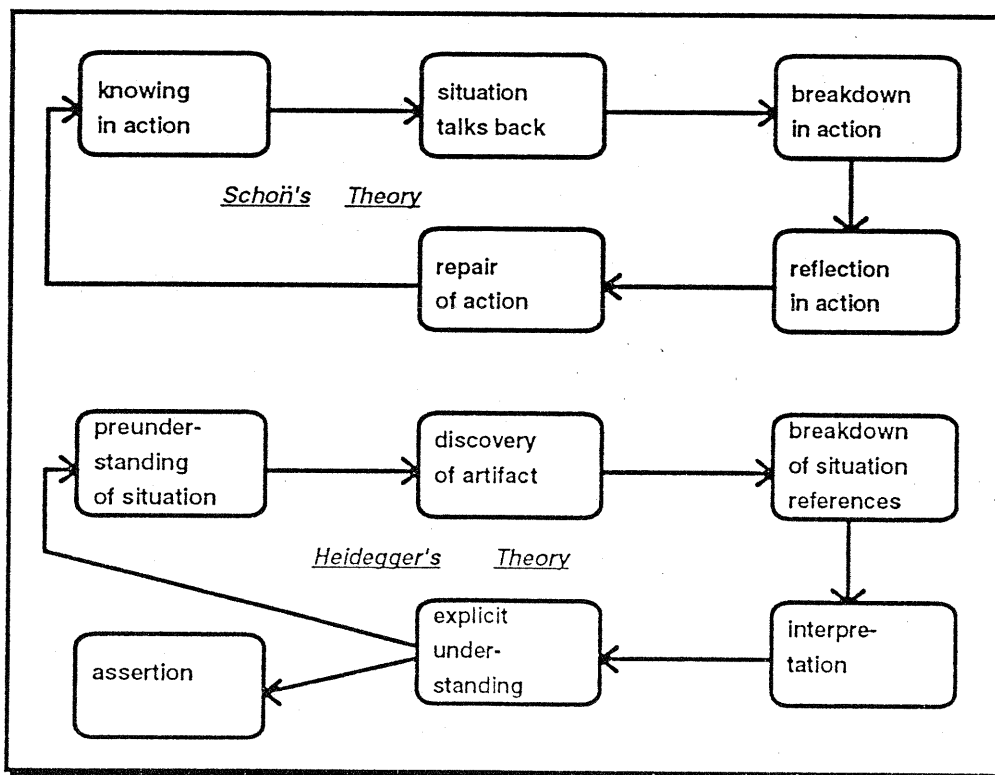 knowing
in action
situation
talks back
breakdown
in action
Schön's Theory
repair
of action
reflection
in action
preunder-
standing
of situation
discovery
of artifact
breakdown
of situation
references
Heidegger's Theory
assertion
explicit
under-
standing
interpre-
tation